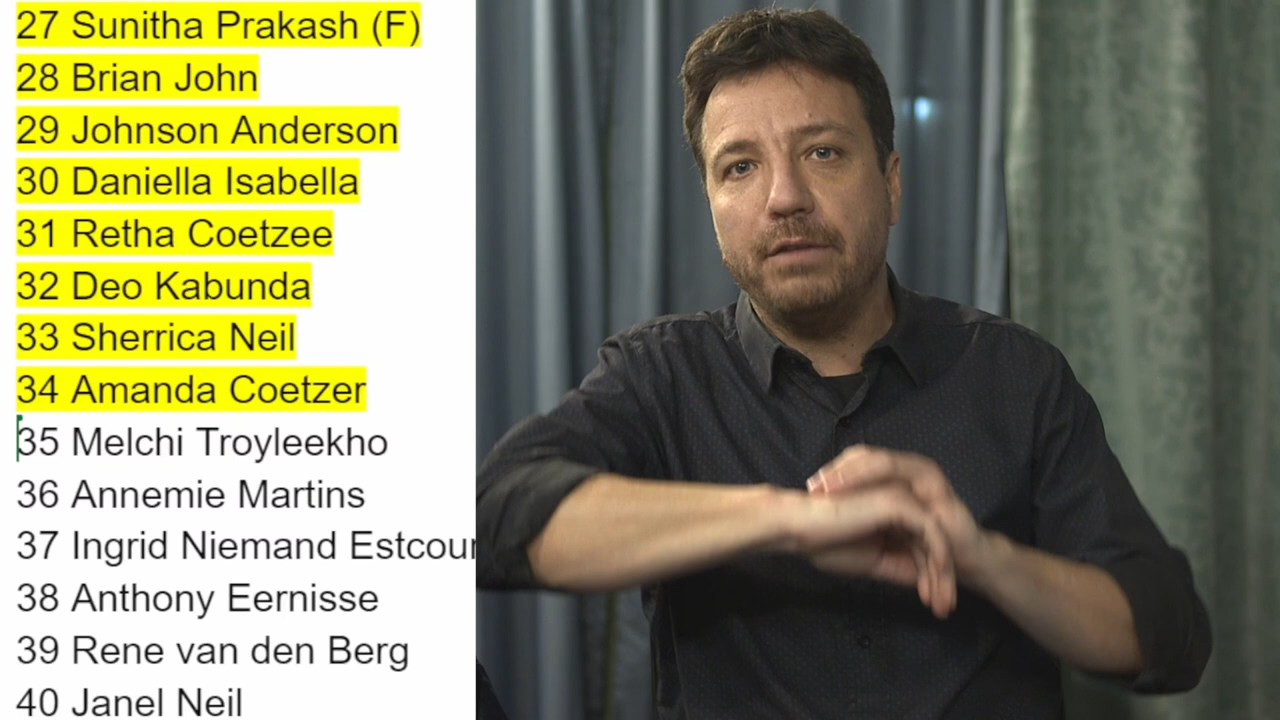 27 Sunitha Prakash (F)
28 Brian John
29 Johnson Anderson
30 Daniella Isabella
31 Retha Coetzee
32 Deo Kabunda
33 Sherrica Neil
34 Amanda Coetzer
35 Melchi Troyleekho
36 Annemie Martins
37 Ingrid Niemand Estcour
38 Anthony Eernisse
39 Rene van den Berg
40 Janel Neil